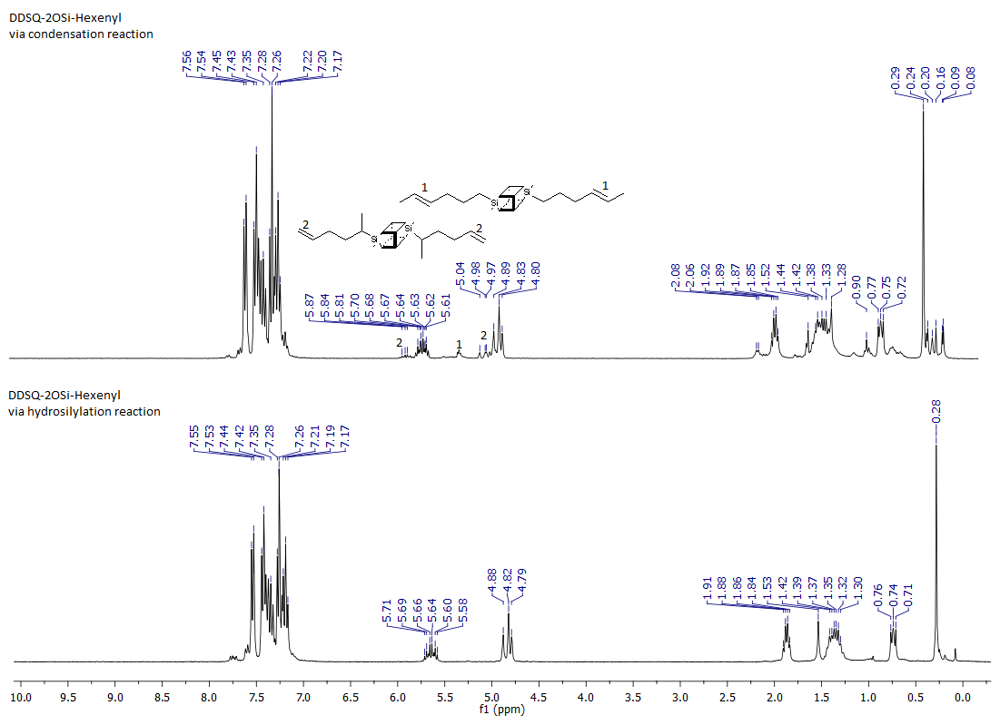 DDSQ-2OSi-Hexenyl
via condensation reaction
7.56 7.54 7.45 7.43 7.35 7.28 7.26 7.22 7.20 7.17
0.29 0.24 0.20 0.16 0.09 0.08
1 1
Si Si
2 2
Si Si
5.04 4.98 4.97 4.89 4.83 4.80
2.08 2.06 1.92 1.89 1.87 1.85 1.52 1.44 1.42 1.38 1.33 1.28
0.90 0.77 0.75 0.72
5.87 5.84 5.81 5.70 5.68 5.67 5.64 5.63 5.62 5.61
2 1 2
DDSQ-2OSi-Hexenyl
via hydrosilylation reaction
0.28
7.55 7.53 7.44 7.42 7.35 7.28 7.26 7.21 7.19 7.17
4.88 4.82 4.79
5.71 5.69 5.66 5.64 5.60 5.58
1.91 1.88 1.86 1.84 1.53 1.42 1.39 1.37 1.35 1.32 1.30
0.76 0.74 0.71
10.0 9.5 9.0 8.5 8.0 7.5 7.0 6.5 6.0 5.5 5.0 4.5 4.0 3.5 3.0 2.5 2.0 1.5 1.0 0.5 0.0
f1 (ppm)